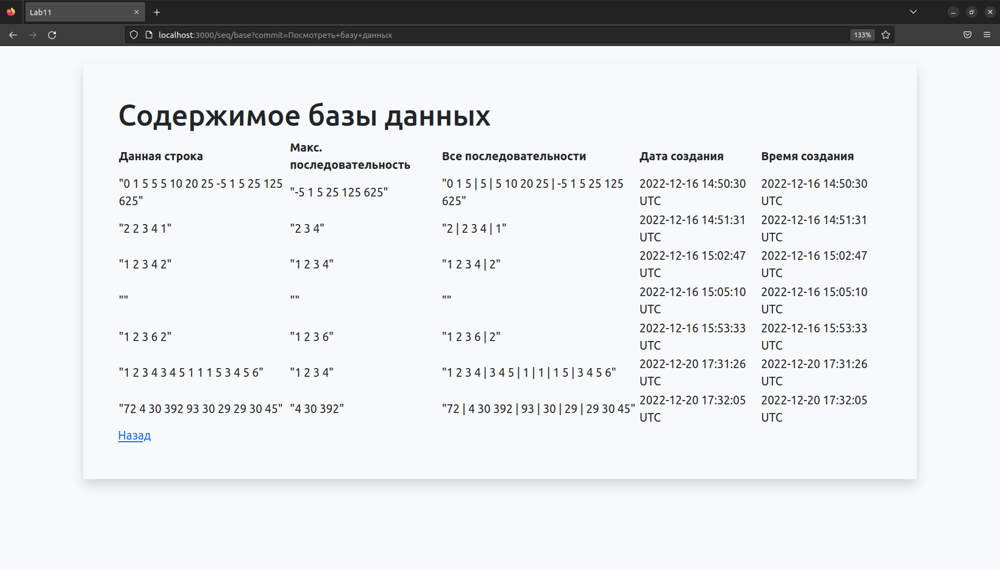 Lab11
localhost:3000/seq/base?commit=Посмотреть+базу+данных
133%
Содержимое базы данных
Данная строка
Макс.
последовательность
Все последовательности
Дата создания
Время создания
"0 1 5 5 5 10 20 25 -5 1 5 25 125
625"
"-5 1 5 25 125 625"
"0 1 5 | 5 | 5 10 20 25 | -5 1 5 25 125
625"
2022-12-16 14:50:30
UTC
2022-12-16 14:50:30
UTC
"2 2 3 4 1"
"2 3 4"
"2 | 2 3 4 | 1"
2022-12-16 14:51:31
UTC
2022-12-16 14:51:31
UTC
"1 2 3 4 2"
"1 2 3 4"
"1 2 3 4 | 2"
2022-12-16 15:02:47
UTC
2022-12-16 15:02:47
UTC
""
""
""
2022-12-16 15:05:10
UTC
2022-12-16 15:05:10
UTC
"1 2 3 6 2"
"1 2 3 6"
"1 2 3 6 | 2"
2022-12-16 15:53:33
UTC
2022-12-16 15:53:33
UTC
"1 2 3 4 3 4 5 1 1 1 5 3 4 5 6"
"1 2 3 4"
"1 2 3 4 | 3 4 5 | 1 | 1 | 1 5 | 3 4 5 6"
2022-12-20 17:31:26
UTC
2022-12-20 17:31:26
UTC
"72 4 30 392 93 30 29 29 30 45"
"4 30 392"
"72 | 4 30 392 | 93 | 30 | 29 | 29 30 45"
2022-12-20 17:32:05
UTC
2022-12-20 17:32:05
UTC
Назад